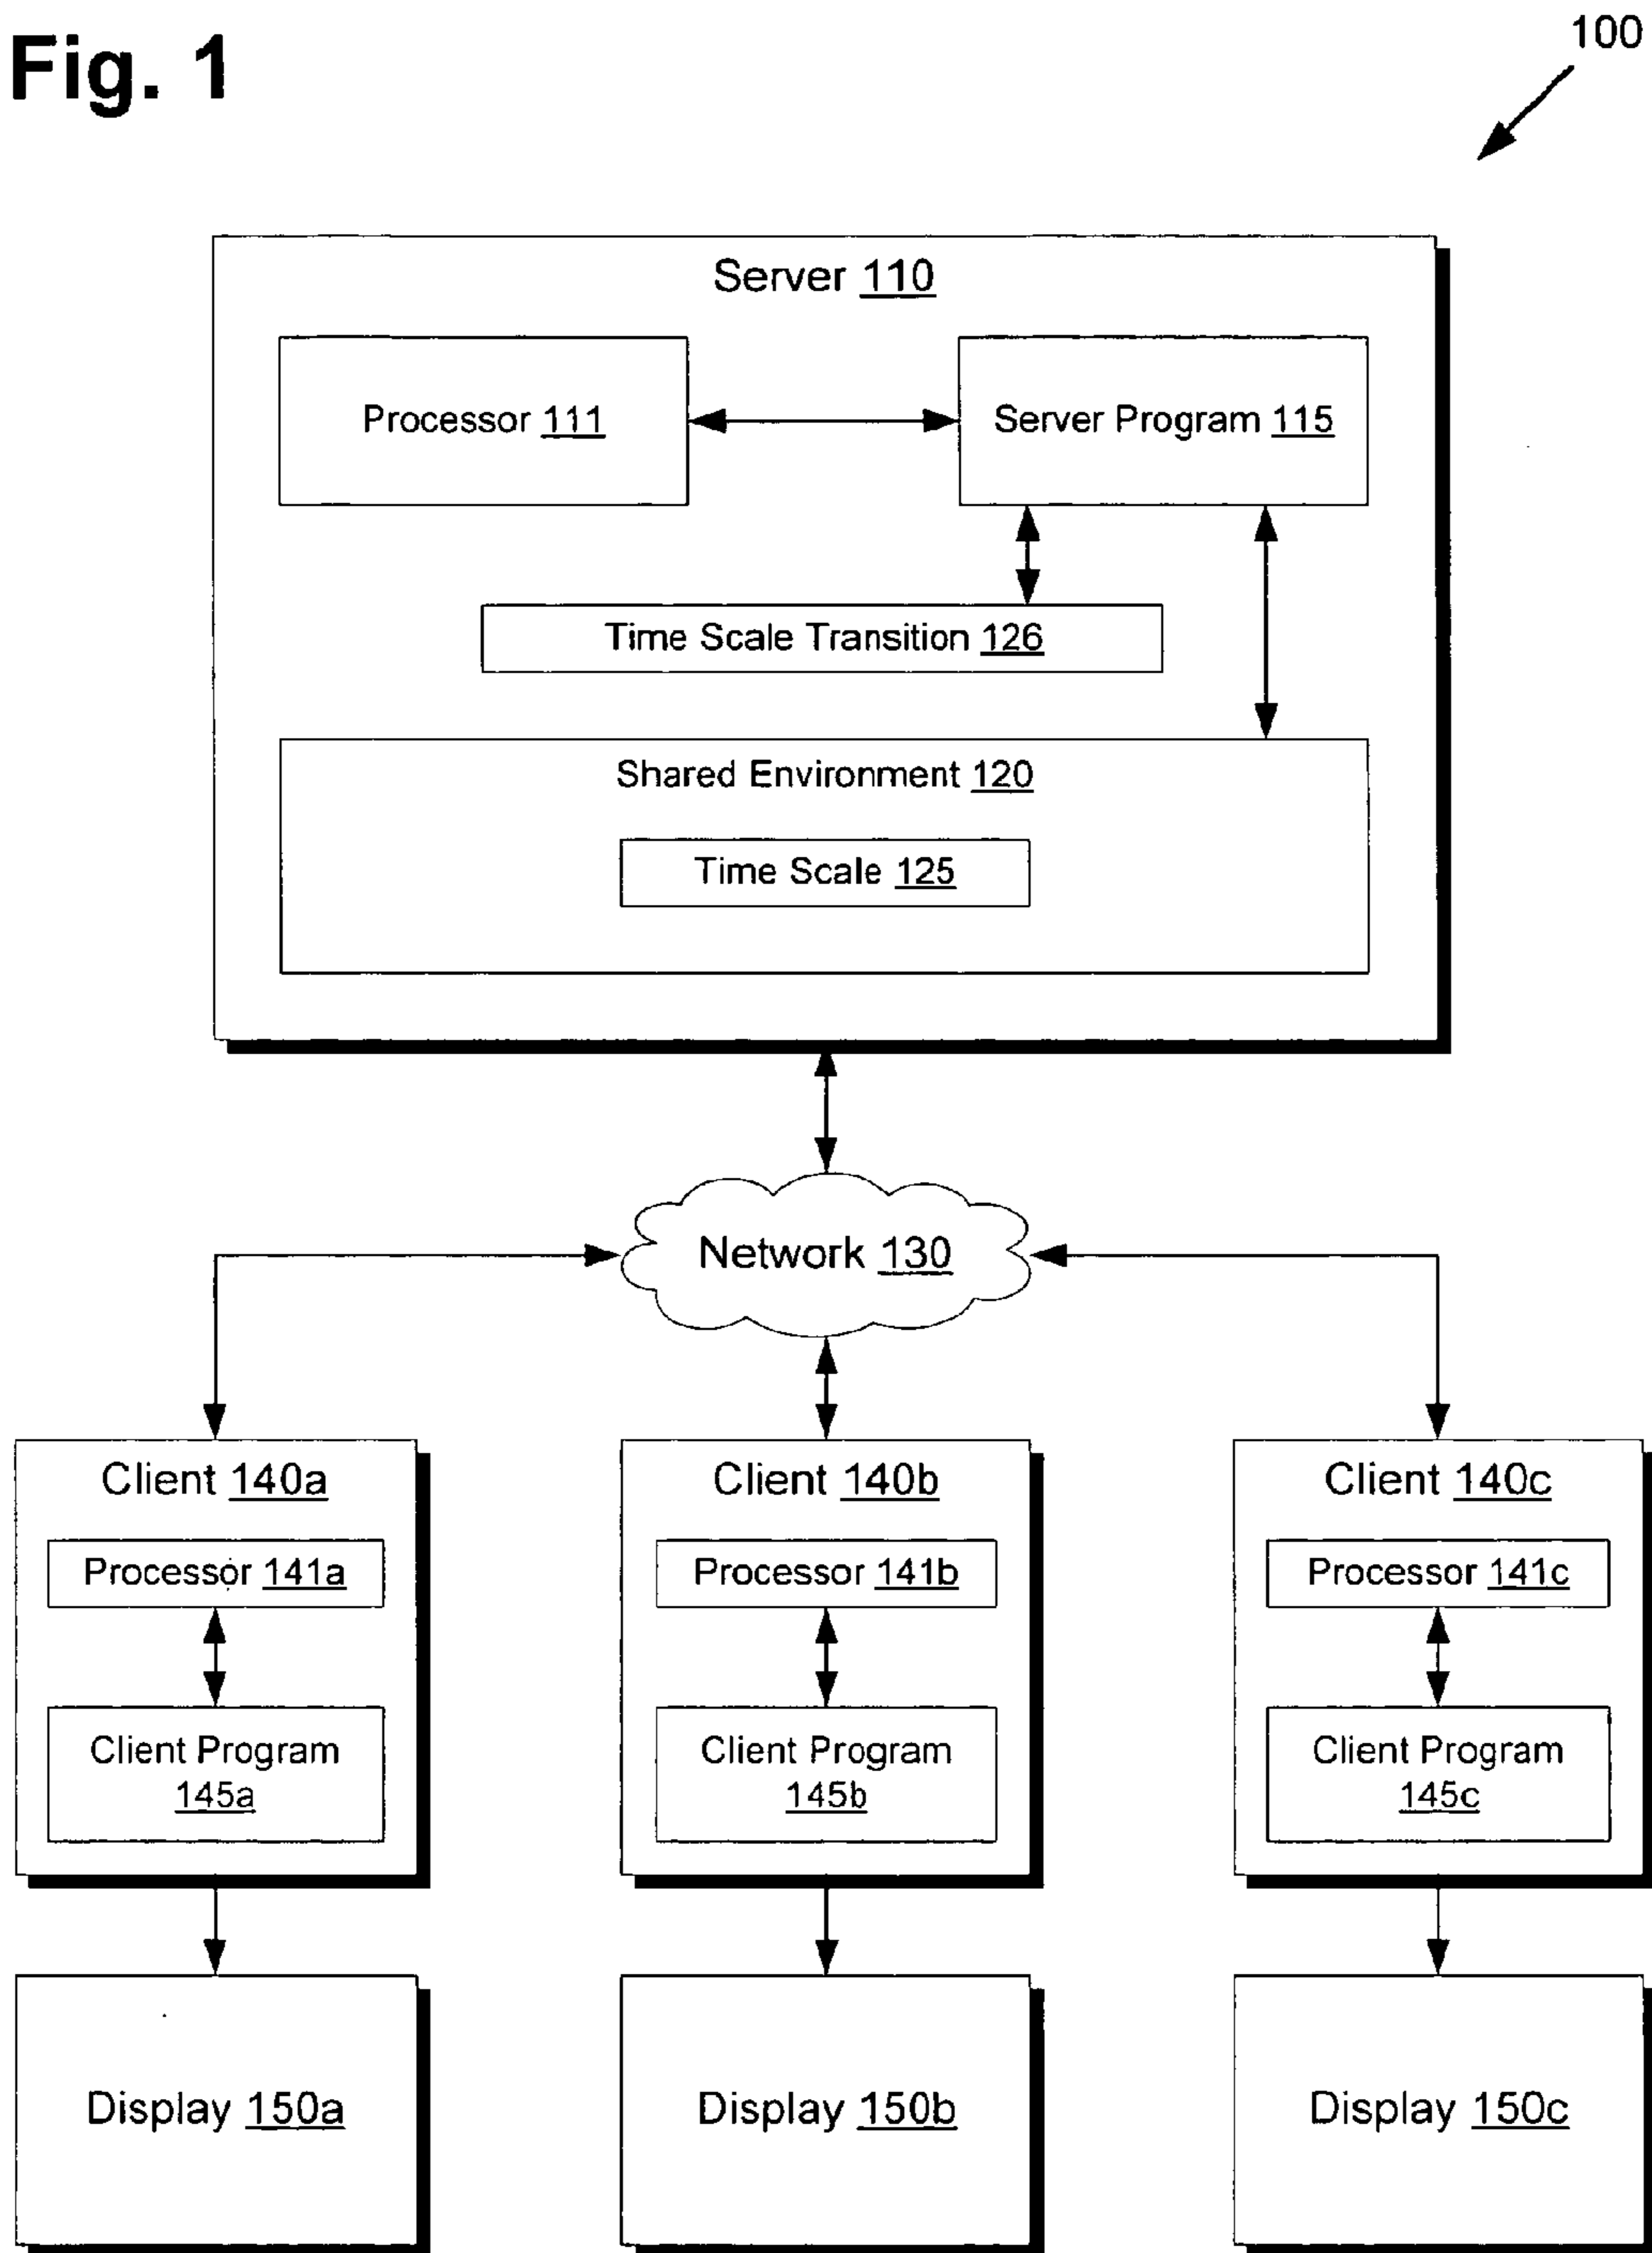 Fig. 1
100
Server 110
Processor 111
Server Program 115
Time Scale Transition 126
Shared Environment 120
Time Scale 125
Network 130
Client 140a
Client 140b
Client 140c
Processor 141a
Processor 141b
Processor 141c
Client Program
145a
Client Program
145b
Client Program
145c
Display 150a
Display 150b
Display 150c